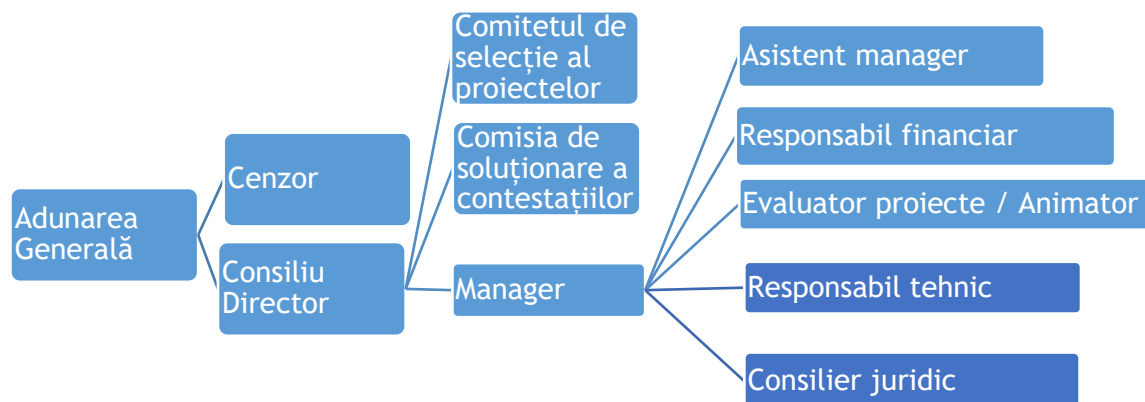 Adunarea
Generală
Cenzor
Consiliu
Director
Comitetul de
selecție al
proiectelor
Comisia de
soluționare a
contestațiilor
Manager
Asistent manager
Responsabil financiar
Evaluator proiecte / Animator
Responsabil tehnic
Consilier juridic